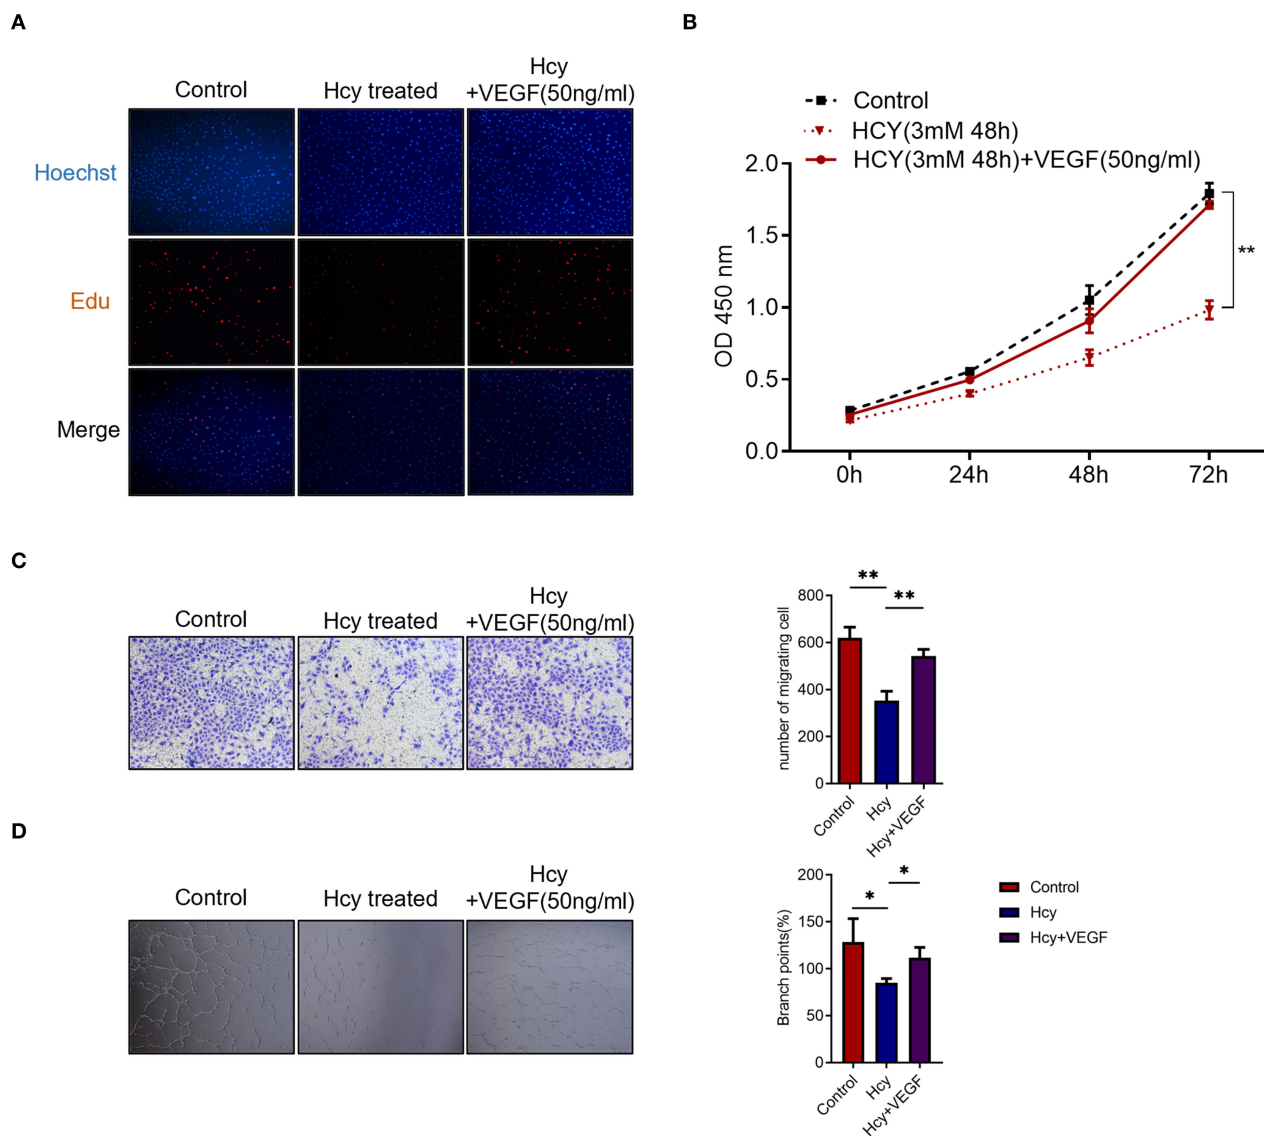 A
Control
Hcy treated
Hcy
+VEGF(50ng/ml)
Hoechst
Edu
Merge
B
Control
HCY(3mM 48h)
HCY(3mM 48h)+VEGF(50ng/ml)
OD 450 nm
2.0
1.5
1.0
0.5
0.0
0h
24h
48h
72h
**
C
Control
Hcy treated
Hcy
+VEGF(50ng/ml)
number of migrating cell
800
600
400
200
0
**
**
Control
Hcy
Hcy+VEGF
D
Control
Hcy treated
Hcy
+VEGF(50ng/ml)
Branch points(%)
200
150
100
50
0
*
*
Control
Hcy
Hcy+VEGF
Control
Hcy
Hcy+VEGF